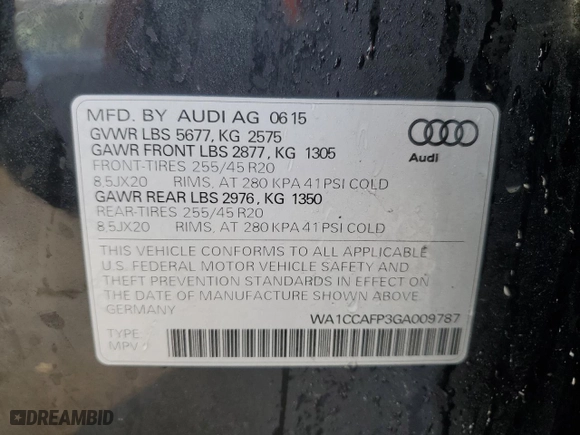 MFD. BY AUDI AG 06 15
GVWR LBS 5677, KG 2575
GAWR FRONT LBS 2877, KG 1305
FRONT-TIRES 255/45 R20
8,5JX20 RIMS, AT 280 KPA 41 PSI COLD
GAWR REAR LBS 2976, KG 1350
REAR-TIRES 255/45 R20
8,5JX20 RIMS, AT 280 KPA 41 PSI COLD
Audi
THIS VEHICLE CONFORMS TO ALL APPLICABLE
U.S. FEDERAL MOTOR VEHICLE SAFETY AND
THEFT PREVENTION STANDARDS IN EFFECT ON
THE DATE OF MANUFACTURE SHOWN ABOVE.
GERMANY
WA1CCAFP3GA009787
TYPE
MPV
DREAMBID